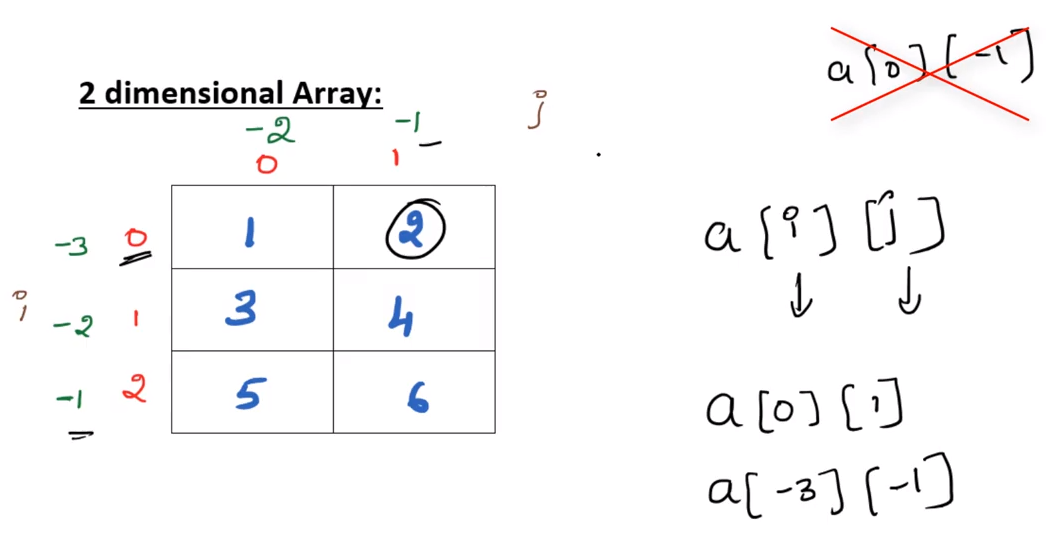 a[0][-1]
2 dimensional Array:
j
-2 -1
0 1
-3 0 1 2
a[i][j]
i
-2 1 3 4
-1 2 5 6
a[0][1]
a[-3][-1]